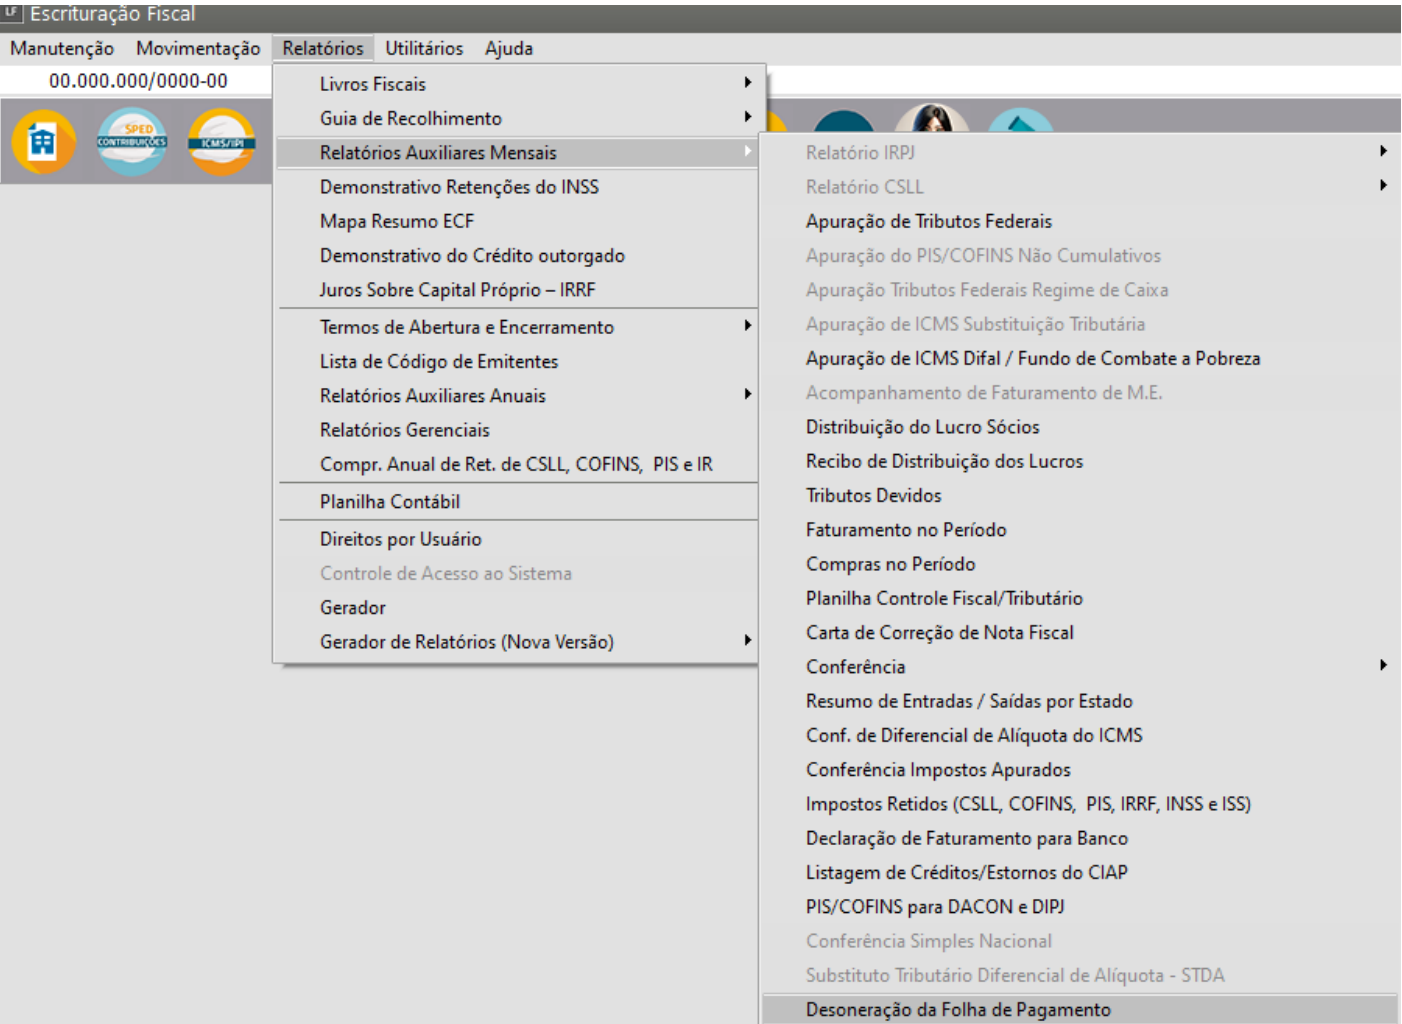 LF Escrituração Fiscal
Manutenção Movimentação Relatórios Utilitários Ajuda
00.000.000/0000-00
SPED
CONTRIBUIÇÕES
ICMS/IPI
Livros Fiscais
Guia de Recolhimento
Relatórios Auxiliares Mensais
Demonstrativo Retenções do INSS
Mapa Resumo ECF
Demonstrativo do Crédito outorgado
Juros Sobre Capital Próprio – IRRF
Termos de Abertura e Encerramento
Lista de Código de Emitentes
Relatórios Auxiliares Anuais
Relatórios Gerenciais
Compr. Anual de Ret. de CSLL, COFINS, PIS e IR
Planilha Contábil
Direitos por Usuário
Controle de Acesso ao Sistema
Gerador
Gerador de Relatórios (Nova Versão)
Relatório IRPJ
Relatório CSLL
Apuração de Tributos Federais
Apuração do PIS/COFINS Não Cumulativos
Apuração Tributos Federais Regime de Caixa
Apuração de ICMS Substituição Tributária
Apuração de ICMS Difal / Fundo de Combate a Pobreza
Acompanhamento de Faturamento de M.E.
Distribuição do Lucro Sócios
Recibo de Distribuição dos Lucros
Tributos Devidos
Faturamento no Período
Compras no Período
Planilha Controle Fiscal/Tributário
Carta de Correção de Nota Fiscal
Conferência
Resumo de Entradas / Saídas por Estado
Conf. de Diferencial de Alíquota do ICMS
Conferência Impostos Apurados
Impostos Retidos (CSLL, COFINS, PIS, IRRF, INSS e ISS)
Declaração de Faturamento para Banco
Listagem de Créditos/Estornos do CIAP
PIS/COFINS para DACON e DIPJ
Conferência Simples Nacional
Substituto Tributário Diferencial de Alíquota - STDA
Desoneração da Folha de Pagamento